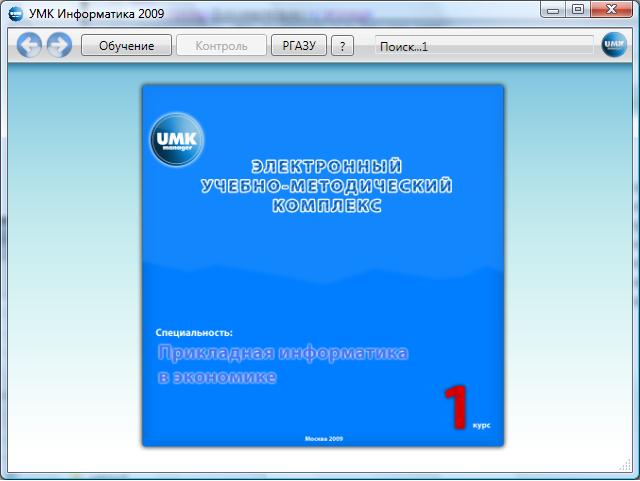 УМК Информатика 2009
Обучение
Контроль
РГАЗУ
?
Поиск...1
UMK
UMK
manager
ЭЛЕКТРОННЫЙ
УЧЕБНО-МЕТОДИЧЕСКИЙ
КОМПЛЕКС
Специальность:
Прикладная информатика
в экономике
1 курс
Москва 2009